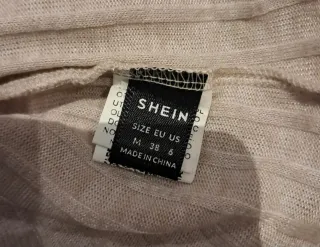 SHEIN
SIZE EU US
M 38 6
MADE IN CHINA